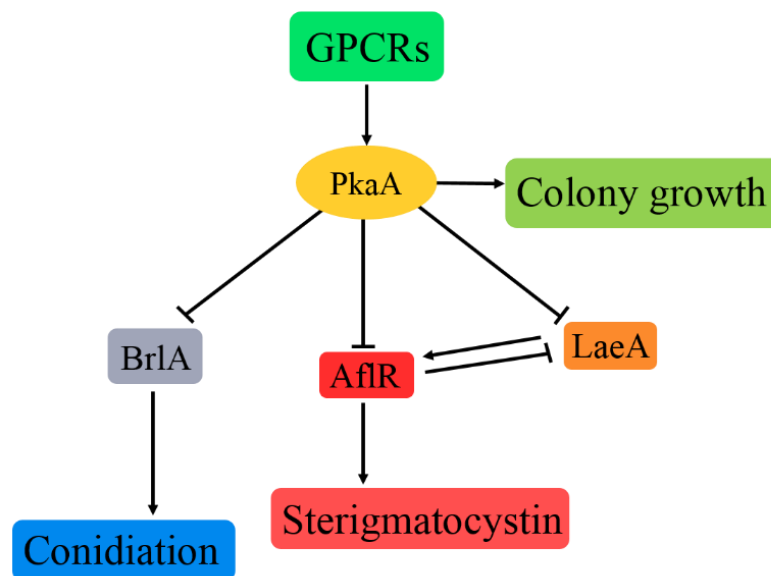 GPCRs
PkaA
Colony growth
BrlA
AflR
LaeA
Sterigmatocystin
Conidiation